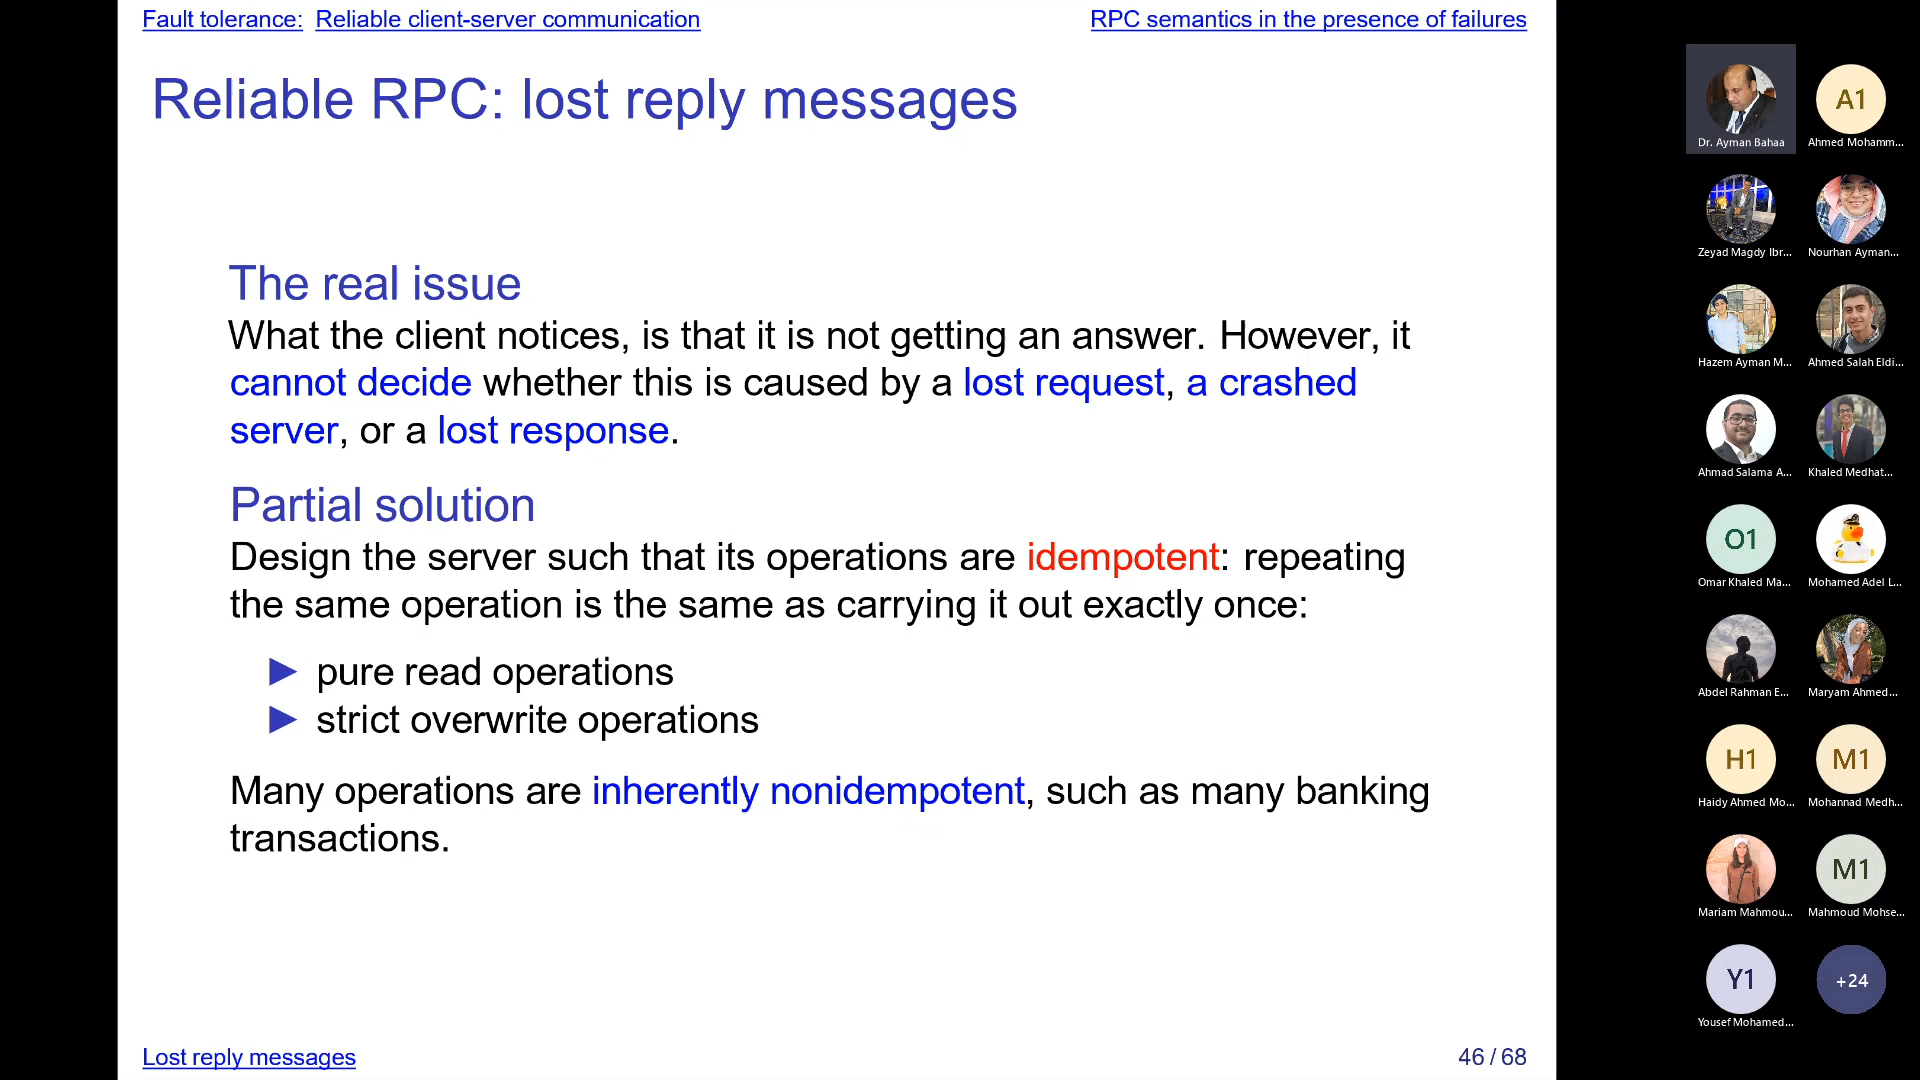 Fault tolerance: Reliable client-server communication
RPC semantics in the presence of failures
Reliable RPC: lost reply messages
The real issue
What the client notices, is that it is not getting an answer. However, it
cannot decide whether this is caused by a lost request, a crashed
server, or a lost response.
Partial solution
Design the server such that its operations are idempotent: repeating
the same operation is the same as carrying it out exactly once:
► pure read operations
► strict overwrite operations
Many operations are inherently nonidempotent, such as many banking
transactions.
Lost reply messages
46 / 68
Dr. Ayman Bahaa
A1
Ahmed Mohamm...
Zeyad Magdy Ibr...
Nourhan Ayman...
Hazem Ayman M...
Ahmed Salah Eldi...
Ahmad Salama A...
Khaled Medhat...
O1
Omar Khaled Ma...
Mohamed Adel L...
Abdel Rahman E...
Maryam Ahmed...
H1
Haidy Ahmed Mo...
M1
Mohannad Medh...
Mariam Mahmou...
M1
Mahmoud Mohse...
Y1
Yousef Mohamed...
+24